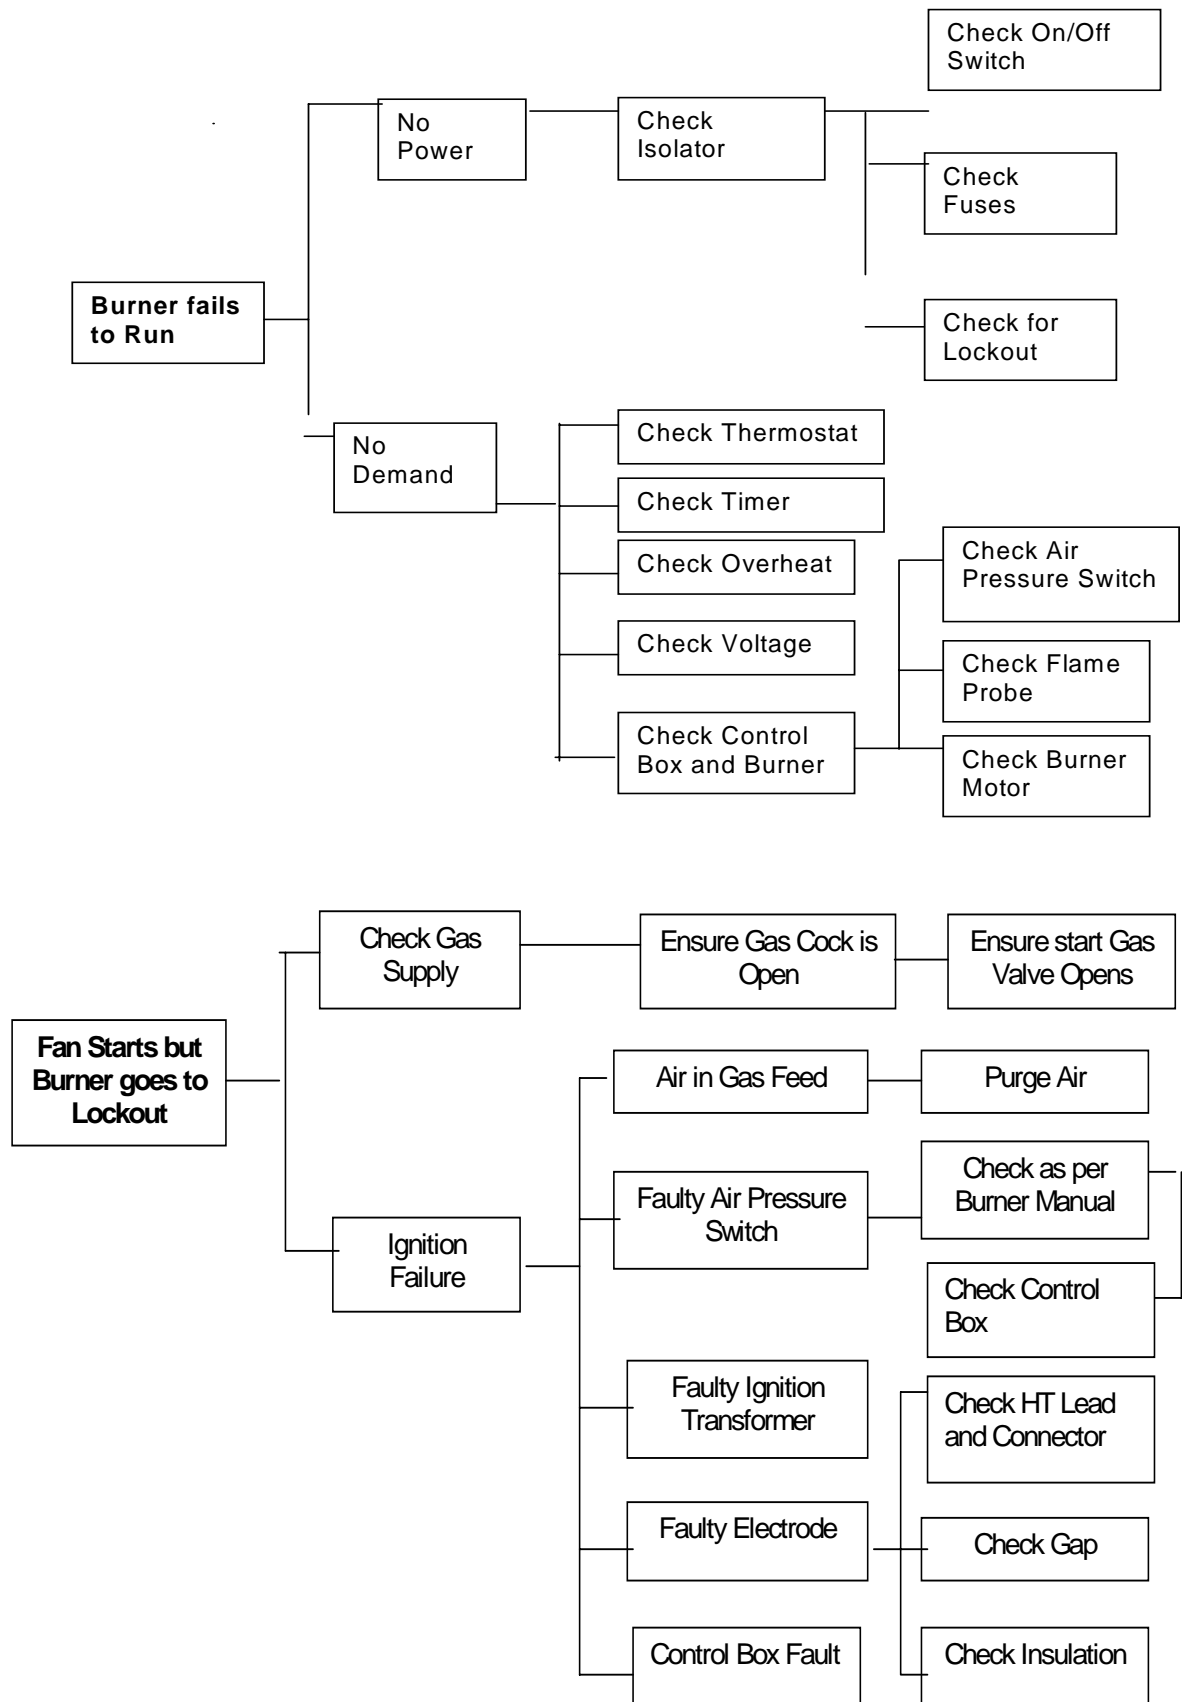 Check On/Off
Switch
No
Power
Check
Isolator
Check
Fuses
Burner fails
to Run
Check for
Lockout
No
Demand
Check Thermostat
Check Timer
Check Overheat
Check Voltage
Check Control
Box and Burner
Check Air
Pressure Switch
Check Flame
Probe
Check Burner
Motor
Check Gas
Supply
Ensure Gas Cock is
Open
Ensure start Gas
Valve Opens
Fan Starts but
Burner goes to
Lockout
Air in Gas Feed
Purge Air
Ignition
Failure
Faulty Air Pressure
Switch
Check as per
Burner Manual
Check Control
Box
Faulty Ignition
Transformer
Check HT Lead
and Connector
Faulty Electrode
Check Gap
Control Box Fault
Check Insulation